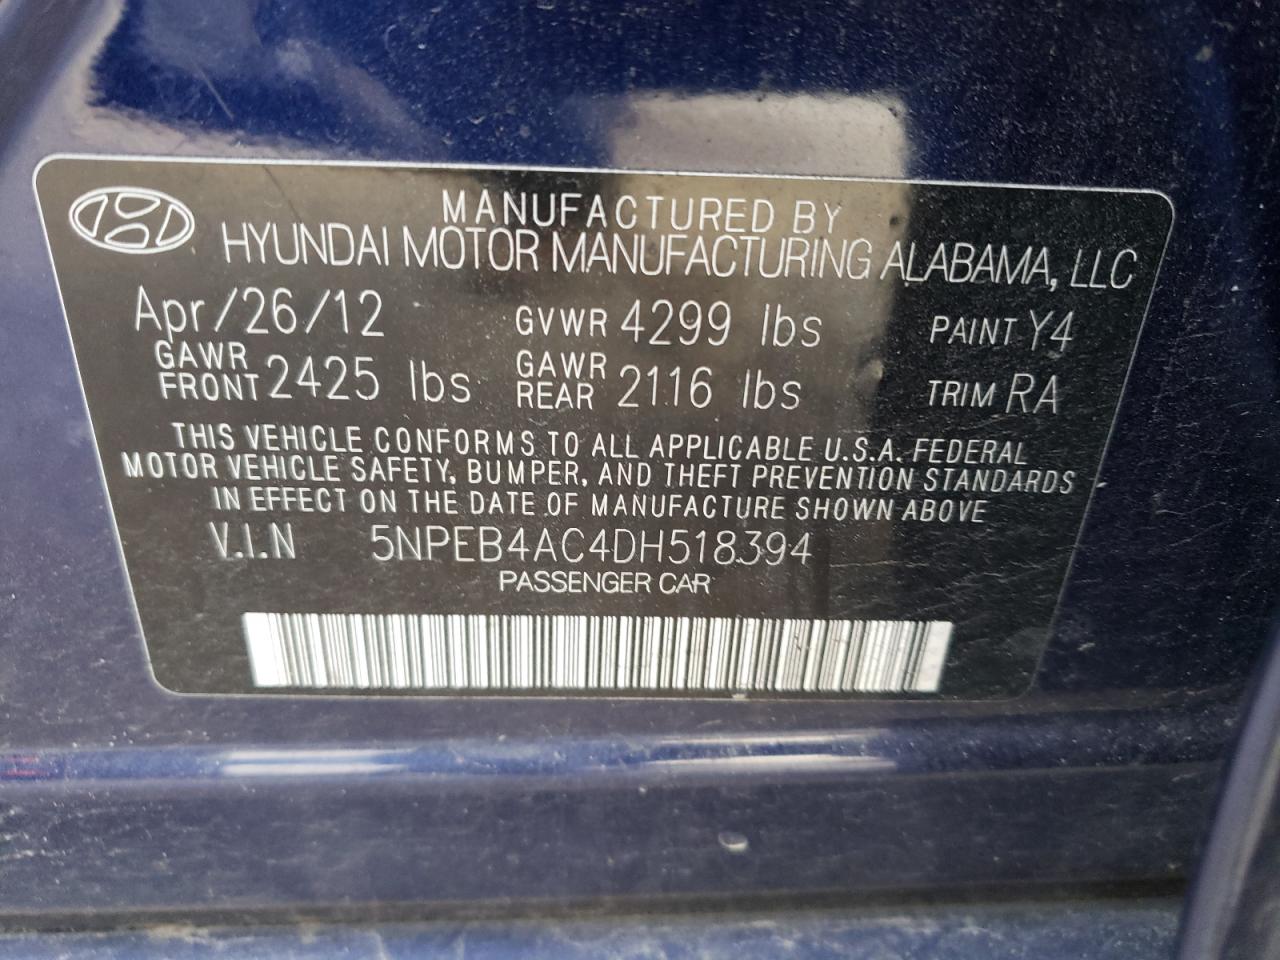 MANUFACTURED BY
HYUNDAI MOTOR MANUFACTURING ALABAMA, LLC
Apr/26/12 GVWR 4299 lbs PAINT Y4
GAWR FRONT 2425 lbs GAWR REAR 2116 lbs TRIM RA
THIS VEHICLE CONFORMS TO ALL APPLICABLE U.S.A. FEDERAL
MOTOR VEHICLE SAFETY, BUMPER, AND THEFT PREVENTION STANDARDS
IN EFFECT ON THE DATE OF MANUFACTURE SHOWN ABOVE
V.I.N 5NPEB4AC4DH518394
PASSENGER CAR